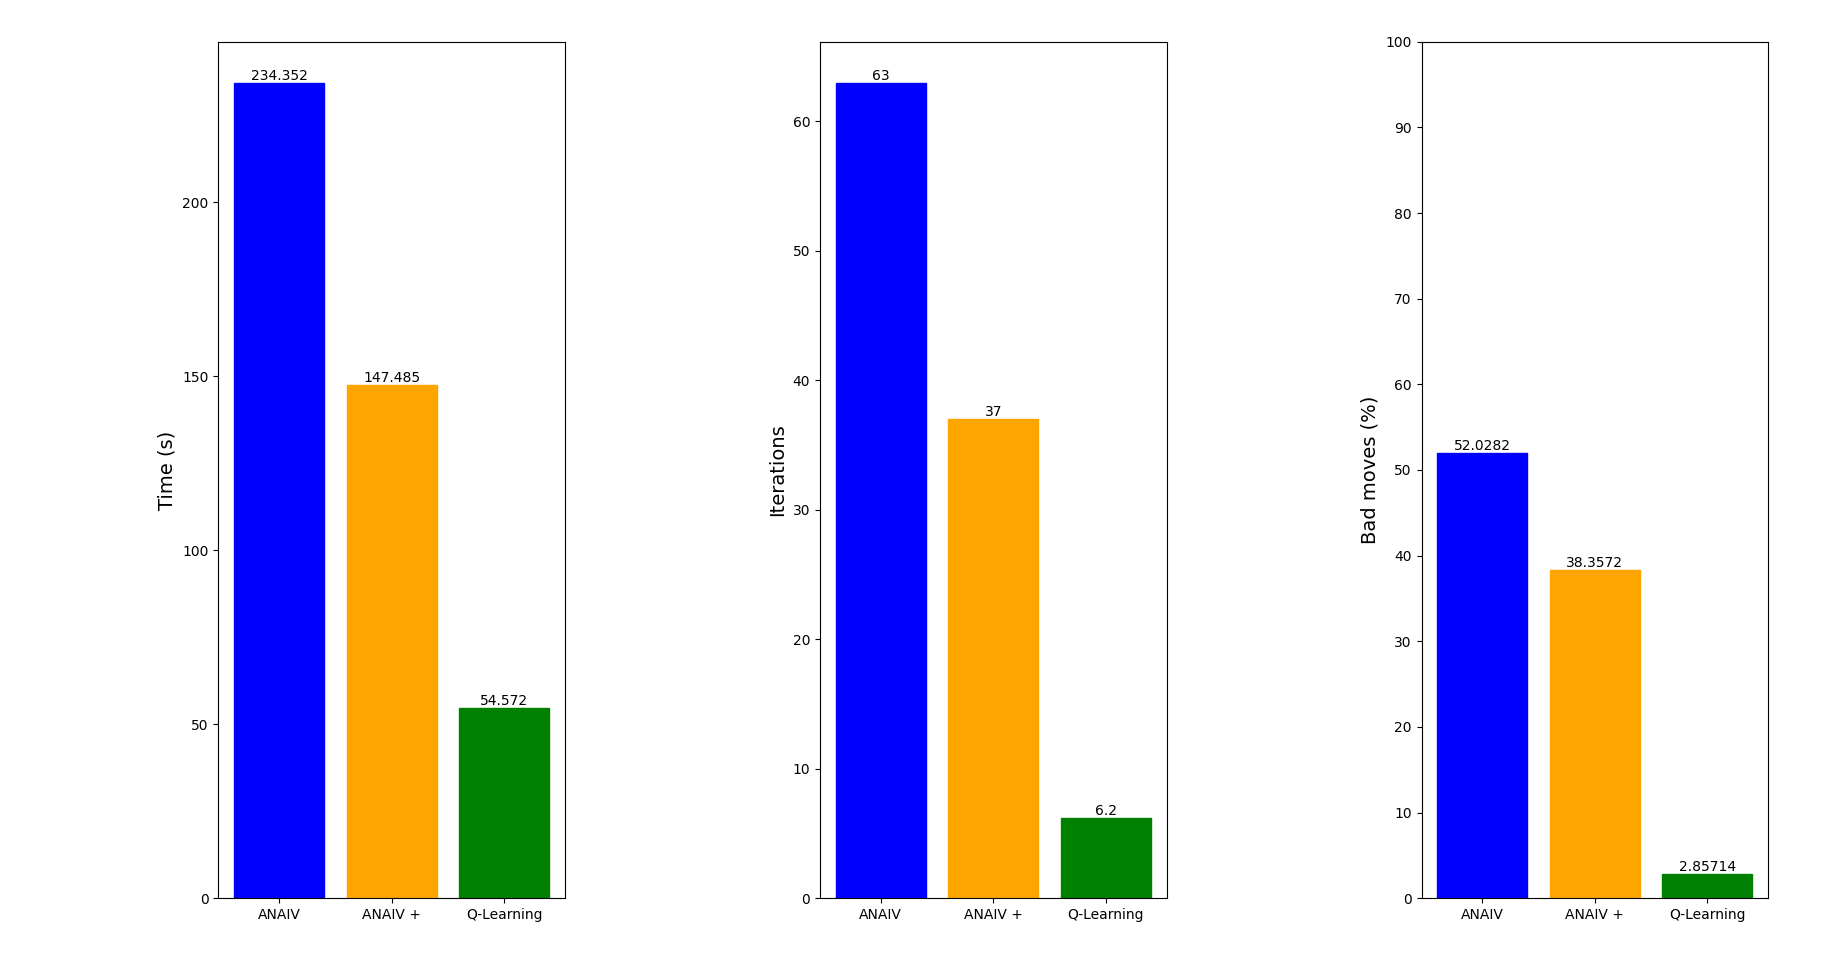 Time (s)
200
150
100
50
0
234.352
147.485
54.572
ANAIV
ANAIV +
Q-Learning
Iterations
60
50
40
30
20
10
0
63
37
6.2
ANAIV
ANAIV +
Q-Learning
Bad moves (%)
100
90
80
70
60
50
40
30
20
10
0
52.0282
38.3572
2.85714
ANAIV
ANAIV +
Q-Learning